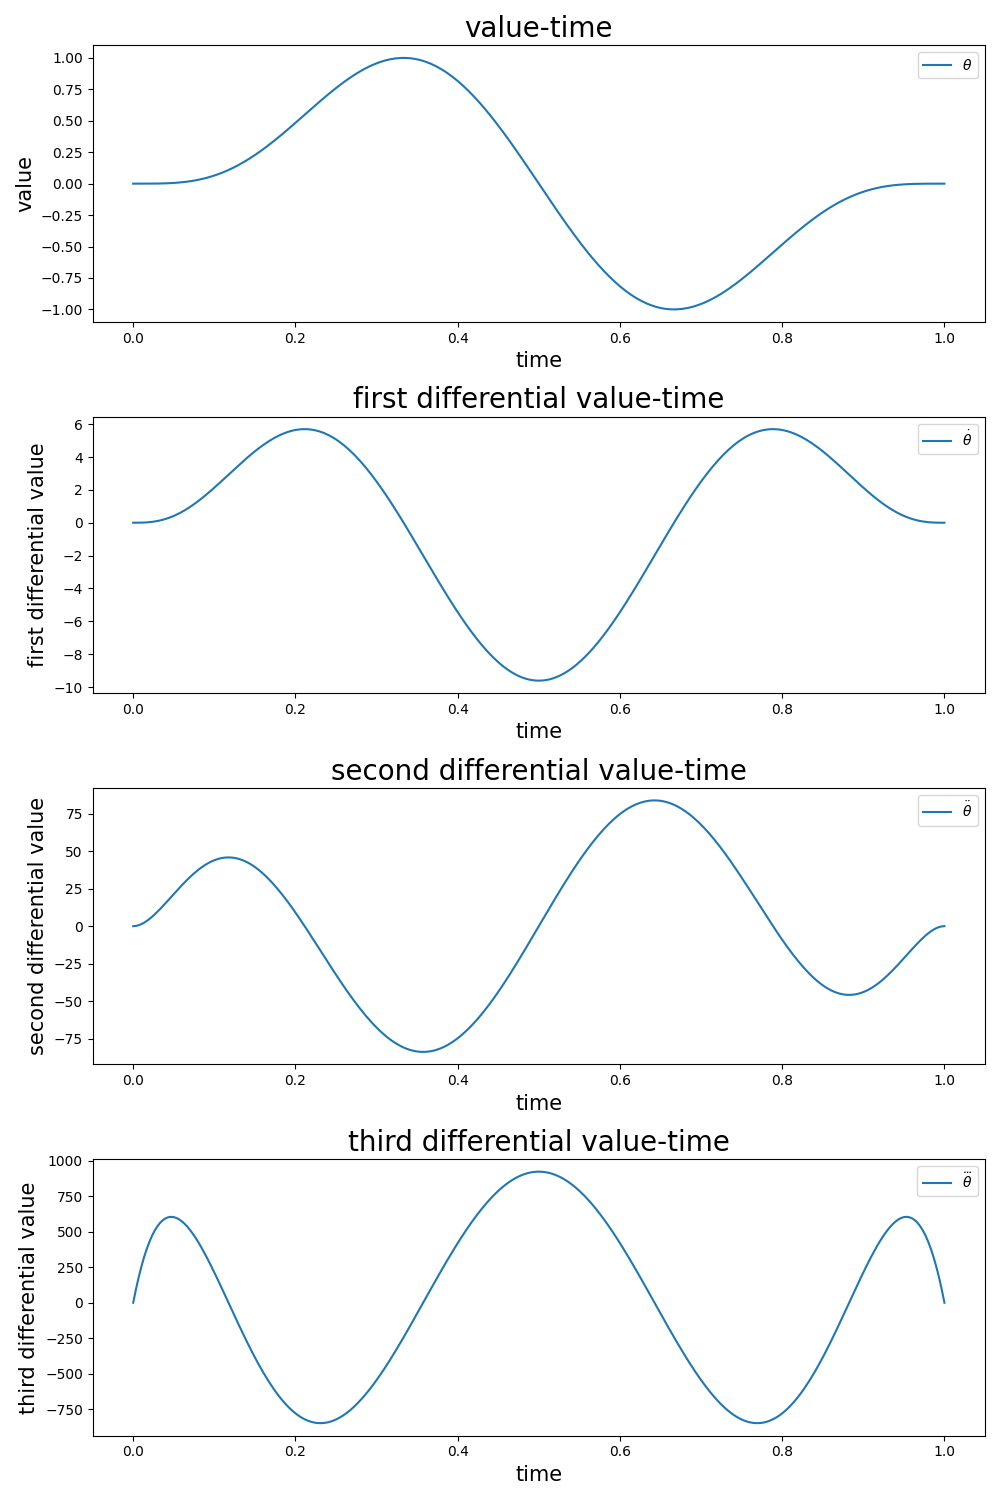 value-time
value
1.00
0.75
0.50
0.25
0.00
−0.25
−0.50
−0.75
−1.00
θ
0.0 0.2 0.4 0.6 0.8 1.0
time
first differential value-time
first differential value
6
4
2
0
−2
−4
−6
−8
−10
θ̇
0.0 0.2 0.4 0.6 0.8 1.0
time
second differential value-time
second differential value
75
50
25
0
−25
−50
−75
θ̈
0.0 0.2 0.4 0.6 0.8 1.0
time
third differential value-time
third differential value
1000
750
500
250
0
−250
−500
−750
θ⃛
0.0 0.2 0.4 0.6 0.8 1.0
time